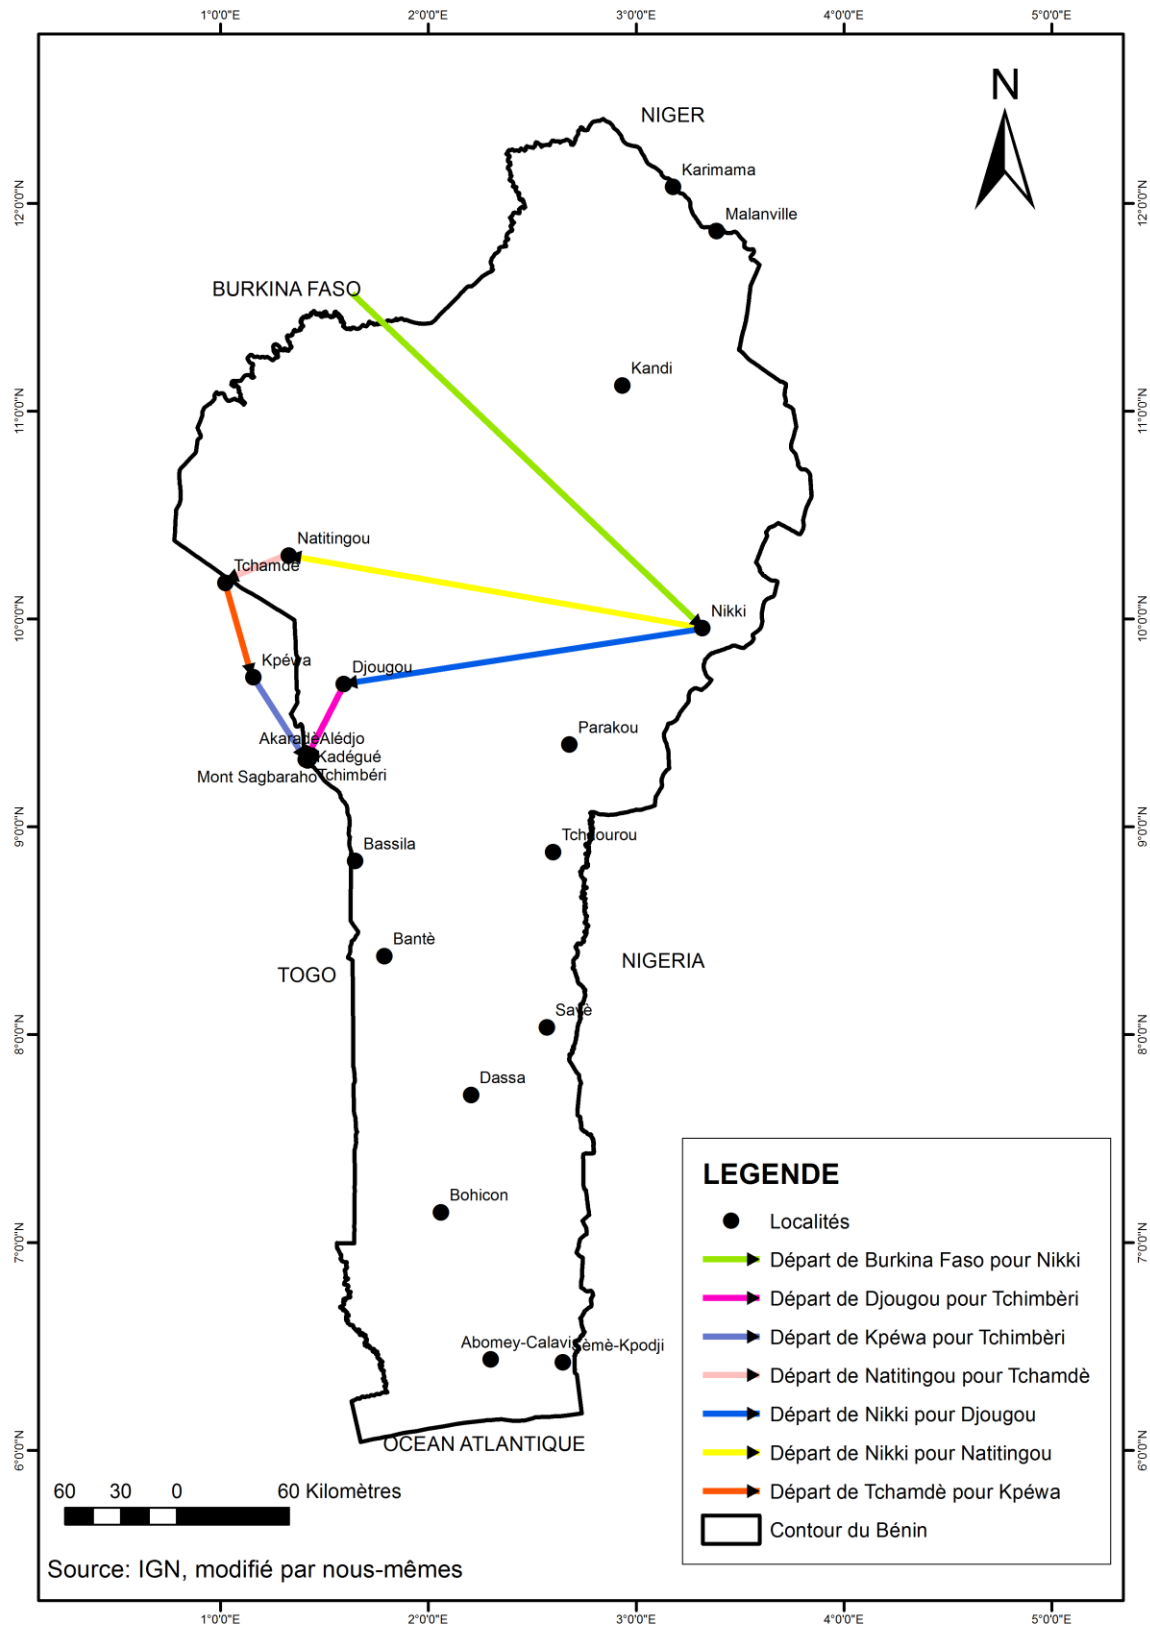 1°0'0"E 2°0'0"E 3°0'0"E 4°0'0"E 5°0'0"E
N
NIGER
Karimama
12°0'0"N 12°0'0"N
Malanville
BURKINA FASO
Kandi
11°0'0"N 11°0'0"N
Natitingou
Tchamdè
Nikki
10°0'0"N 10°0'0"N
Kpéwa
Djougou
Parakou
AkaradèAlédjo
Kadégué
Mont Sagbaraho Tchimbéri
9°0'0"N 9°0'0"N
Tchaourou
Bassila
Bantè
NIGERIA
TOGO
Savè
8°0'0"N 8°0'0"N
Dassa
LEGENDE
Bohicon
Localités
7°0'0"N 7°0'0"N
Départ de Burkina Faso pour Nikki
Départ de Djougou pour Tchimbèri
Départ de Kpéwa pour Tchimbèri
Abomey-Calavi Sèmè-Kpodji
Départ de Natitingou pour Tchamdè
Départ de Nikki pour Djougou
OCEAN ATLANTIQUE
6°0'0"N 6°0'0"N
Départ de Nikki pour Natitingou
60 30 0 60 Kilomètres
Départ de Tchamdè pour Kpéwa
Contour du Bénin
Source: IGN, modifié par nous-mêmes
1°0'0"E 2°0'0"E 3°0'0"E 4°0'0"E 5°0'0"E